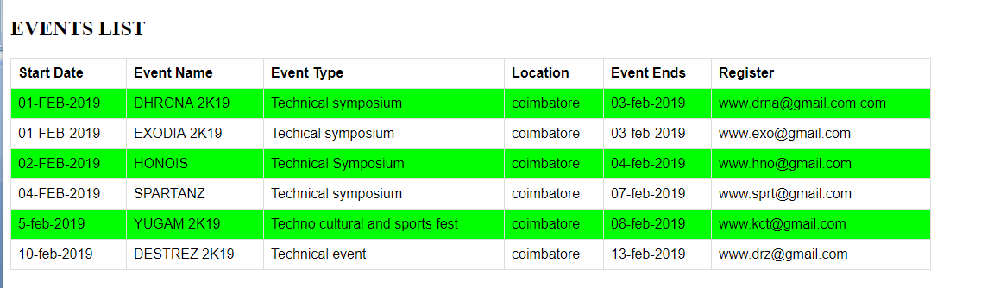 EVENTS LIST
Start Date Event Name Event Type Location Event Ends Register
01-FEB-2019 DHRONA 2K19 Technical symposium coimbatore 03-feb-2019 www.drna@gmail.com.com
01-FEB-2019 EXODIA 2K19 Techical symposium coimbatore 03-feb-2019 www.exo@gmail.com
02-FEB-2019 HONOIS Technical Symposium coimbatore 04-feb-2019 www.hno@gmail.com
04-FEB-2019 SPARTANZ Technical symposium coimbatore 07-feb-2019 www.sprt@gmail.com
5-feb-2019 YUGAM 2K19 Techno cultural and sports fest coimbatore 08-feb-2019 www.kct@gmail.com
10-feb-2019 DESTREZ 2K19 Technical event coimbatore 13-feb-2019 www.drz@gmail.com